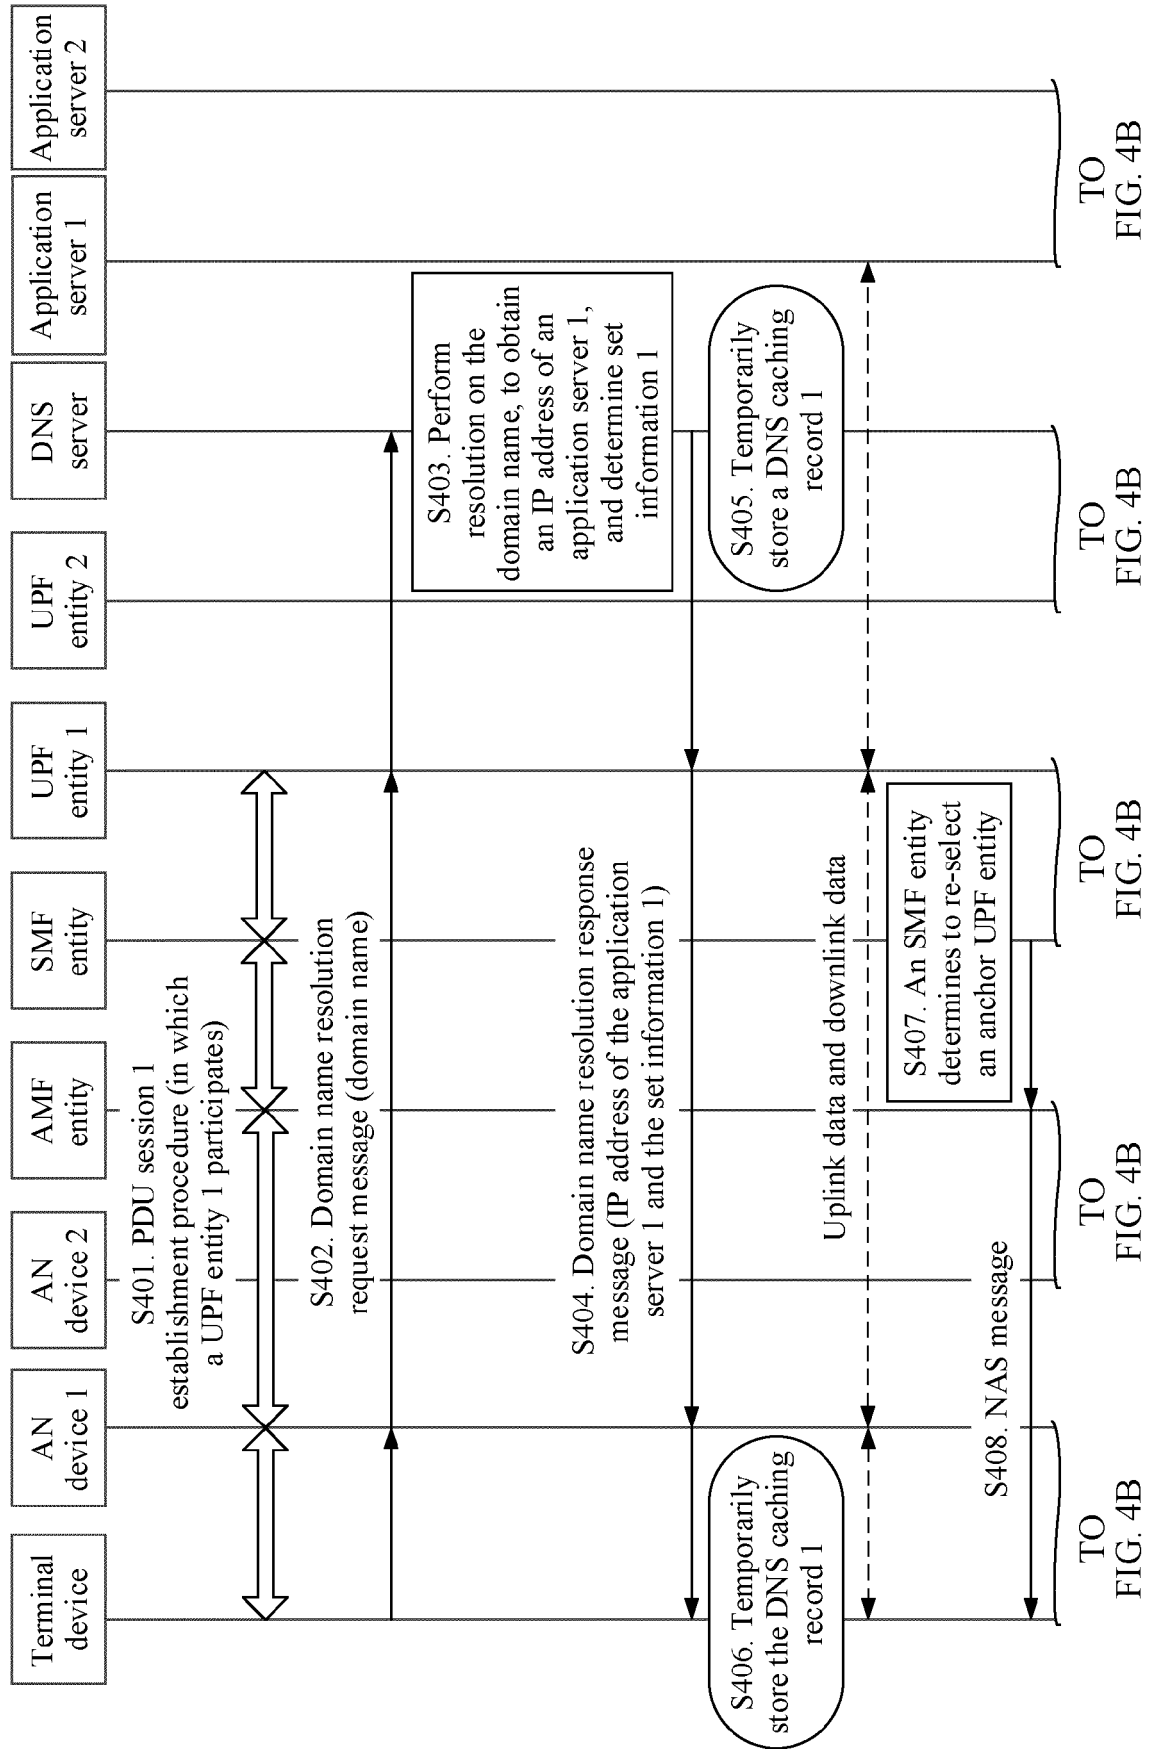 Terminal
device
AN
device 1
AN
device 2
AMF
entity
SMF
entity
UPF
entity 1
UPF
entity 2
DNS
server
Application
server 1
Application
server 2
S401. PDU session 1
establishment procedure (in which
a UPF entity 1 participates)
S402. Domain name resolution
request message (domain name)
S403. Perform
resolution on the
domain name, to obtain
an IP address of an
application server 1,
and determine set
information 1
S404. Domain name resolution response
message (IP address of the application
server 1 and the set information 1)
S405. Temporarily
store a DNS caching
record 1
S406. Temporarily
store the DNS caching
record 1
Uplink data and downlink data
S407. An SMF entity
determines to re-select
an anchor UPF entity
S408. NAS message
TO
FIG. 4B
TO
FIG. 4B
TO
FIG. 4B
TO
FIG. 4B
TO
FIG. 4B